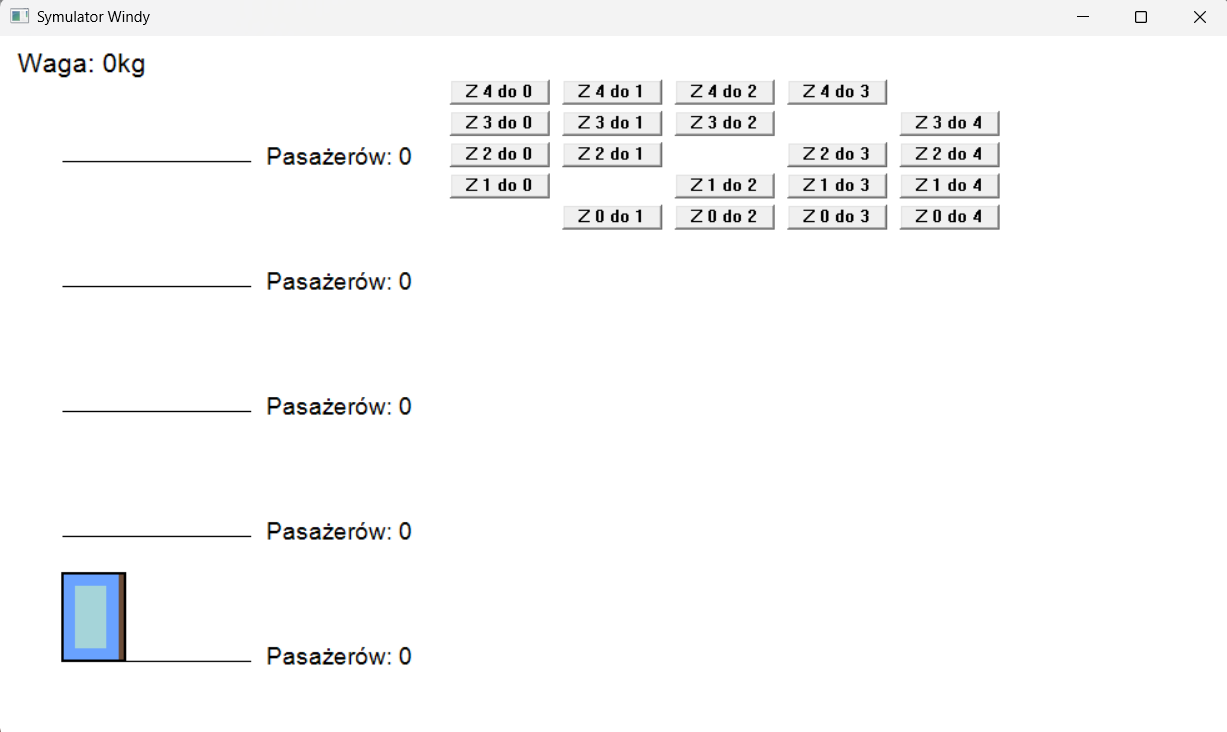 Symulator Windy
Waga: 0kg
Z 4 do 0 Z 4 do 1 Z 4 do 2 Z 4 do 3
Z 3 do 0 Z 3 do 1 Z 3 do 2 Z 3 do 4
Z 2 do 0 Z 2 do 1 Z 2 do 3 Z 2 do 4
Z 1 do 0 Z 1 do 2 Z 1 do 3 Z 1 do 4
Z 0 do 1 Z 0 do 2 Z 0 do 3 Z 0 do 4
Pasażerów: 0
Pasażerów: 0
Pasażerów: 0
Pasażerów: 0
Pasażerów: 0